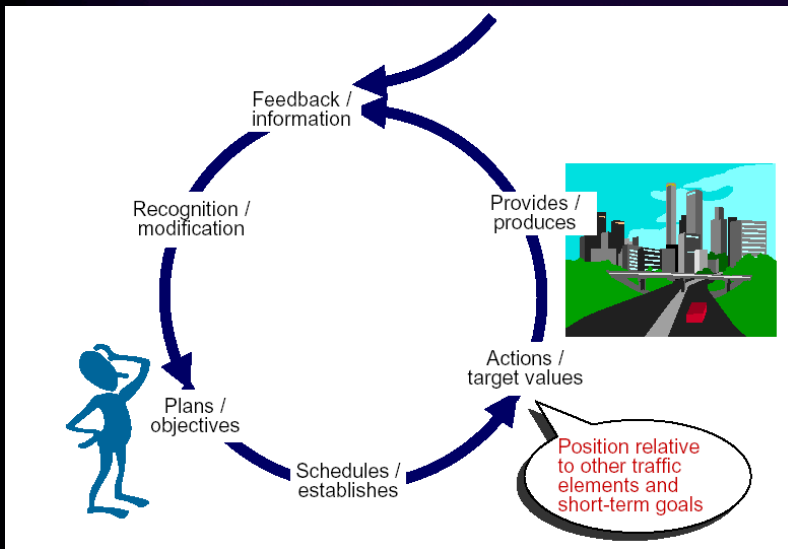 Feedback /
information
Recognition /
modification
Provides /
produces
Actions /
target values
Plans /
objectives
Schedules /
establishes
Position relative
to other traffic
elements and
short-term goals